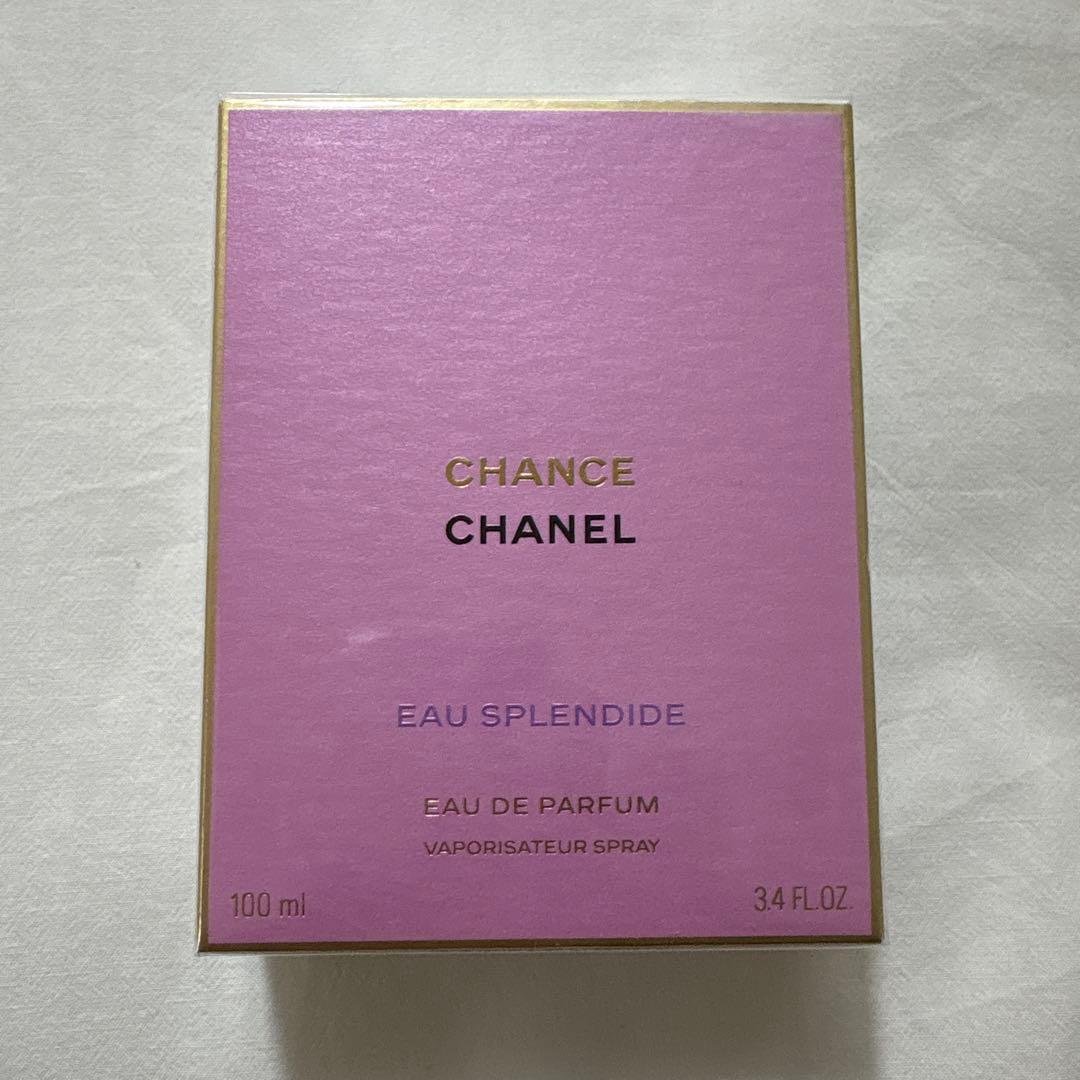 CHANCE
CHANEL
EAU SPLENDIDE
EAU DE PARFUM
VAPORISATEUR SPRAY
100 ml
3.4 FL.OZ.